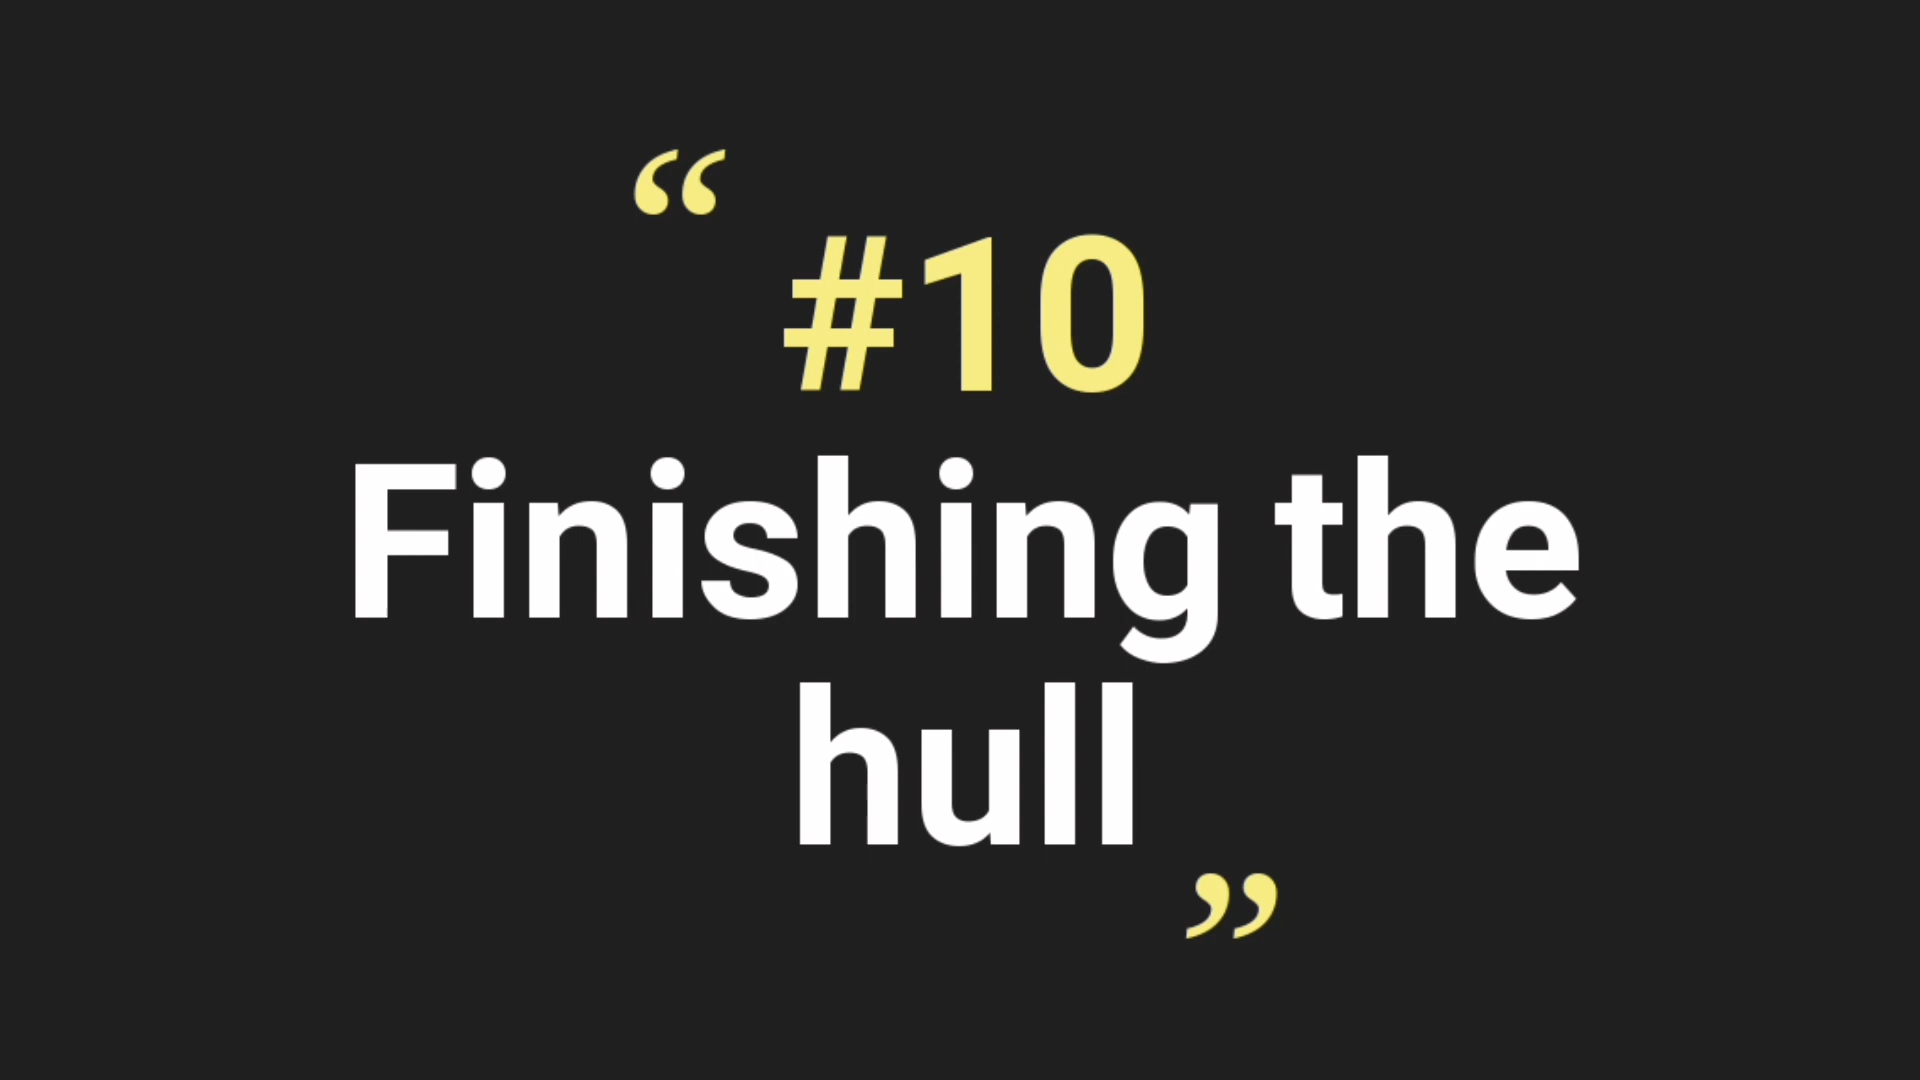 “
#10
Finishing the
hull
”